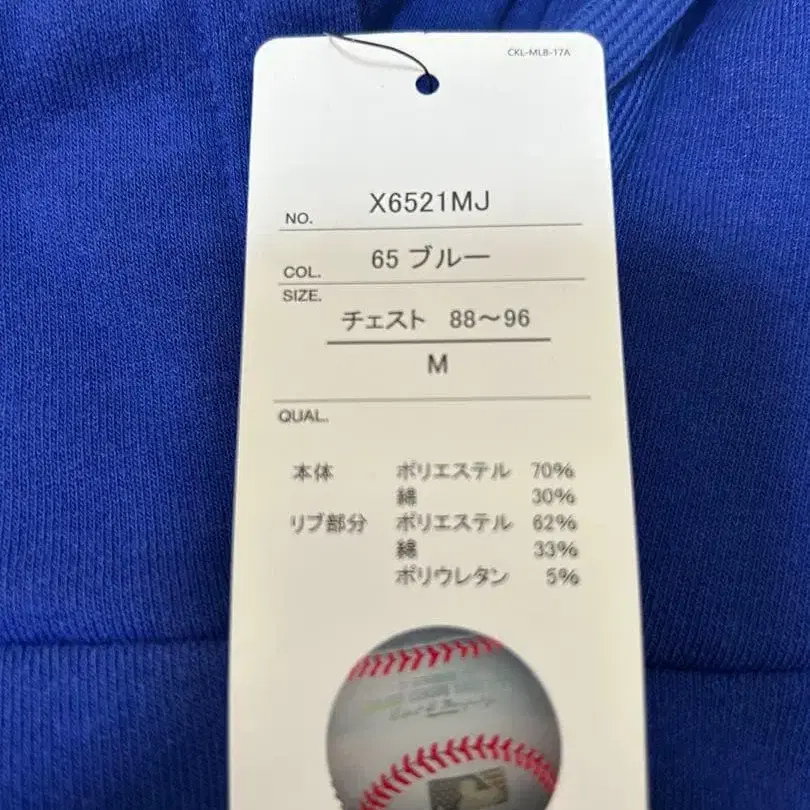 CKL-MLB-17A
NO. X6521MJ
COL. 65 ブルー
SIZE.
チェスト 88〜96
M
QUAL.
本体 ポリエステル 70%
綿 30%
リブ部分 ポリエステル 62%
綿 33%
ポリウレタン 5%